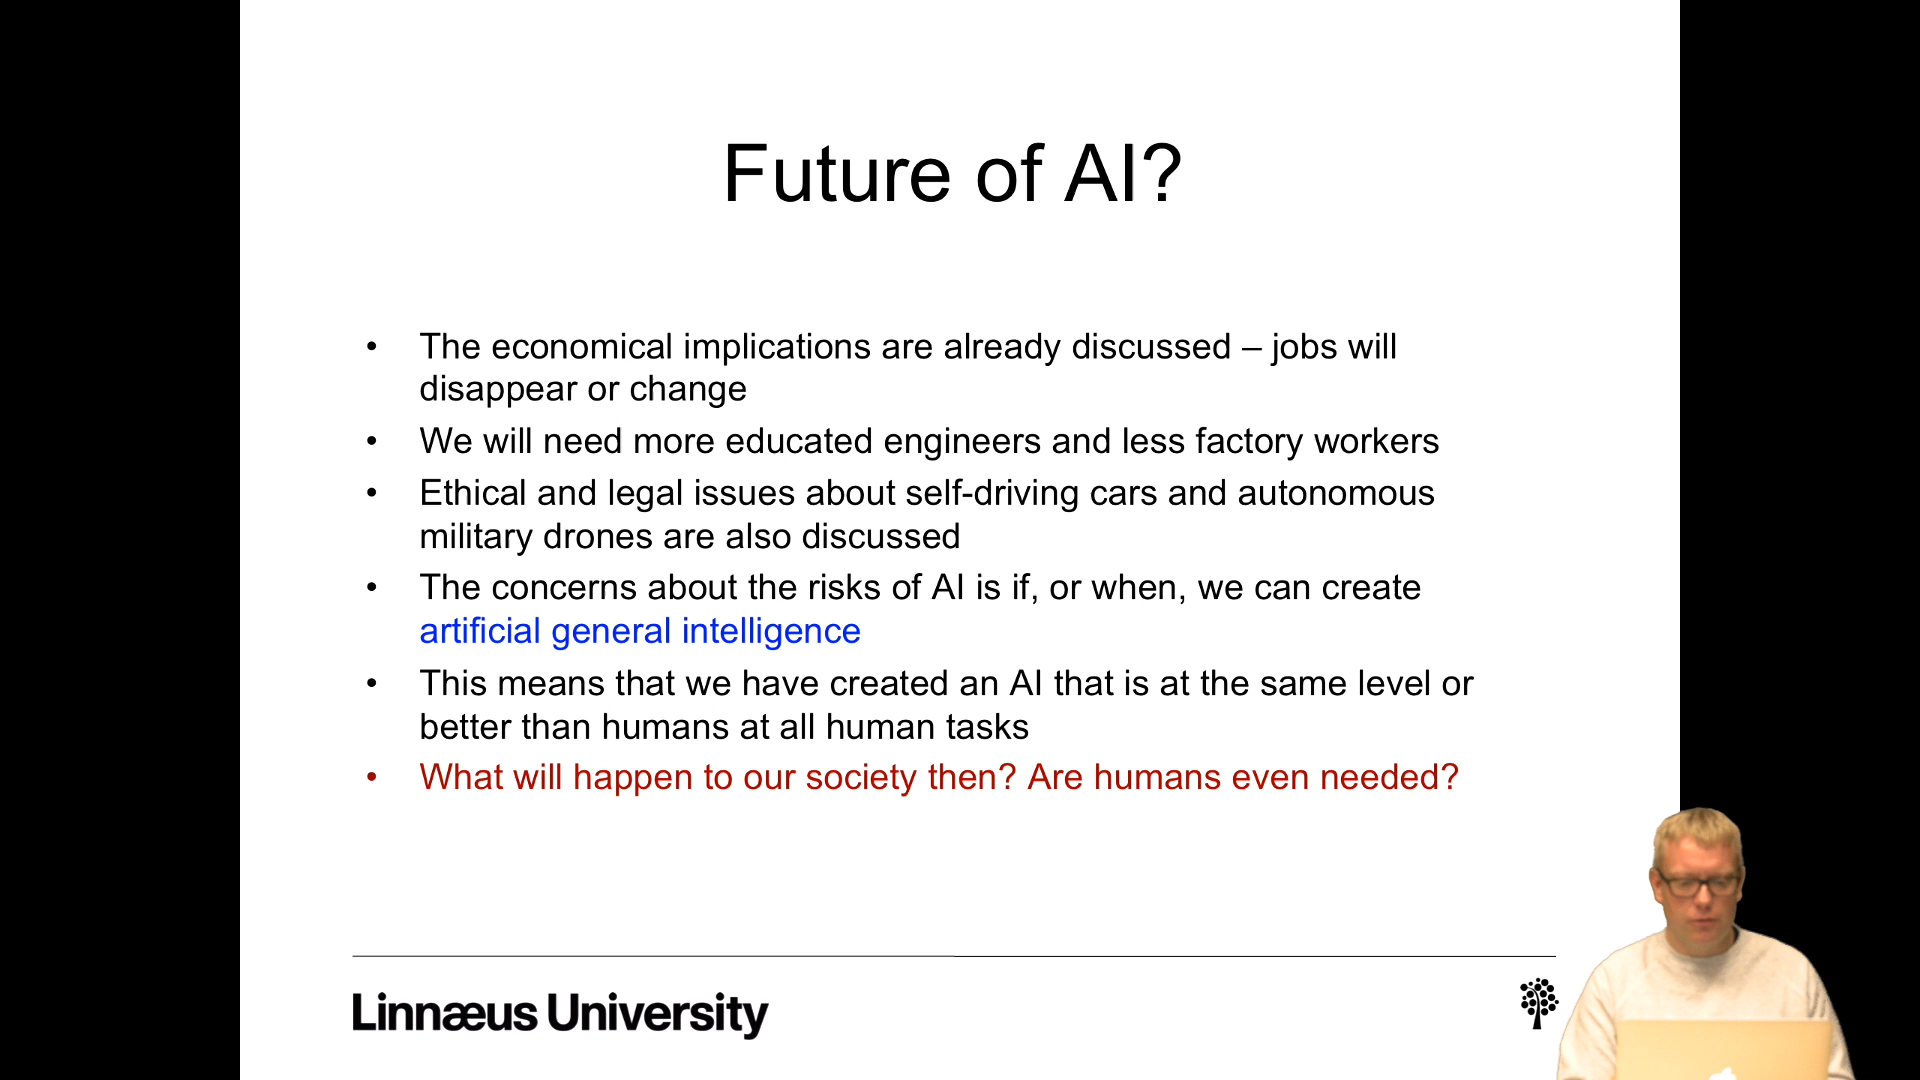 Future of AI?
• The economical implications are already discussed – jobs will
disappear or change
• We will need more educated engineers and less factory workers
• Ethical and legal issues about self-driving cars and autonomous
military drones are also discussed
• The concerns about the risks of AI is if, or when, we can create
artificial general intelligence
• This means that we have created an AI that is at the same level or
better than humans at all human tasks
• What will happen to our society then? Are humans even needed?
Linnæus University